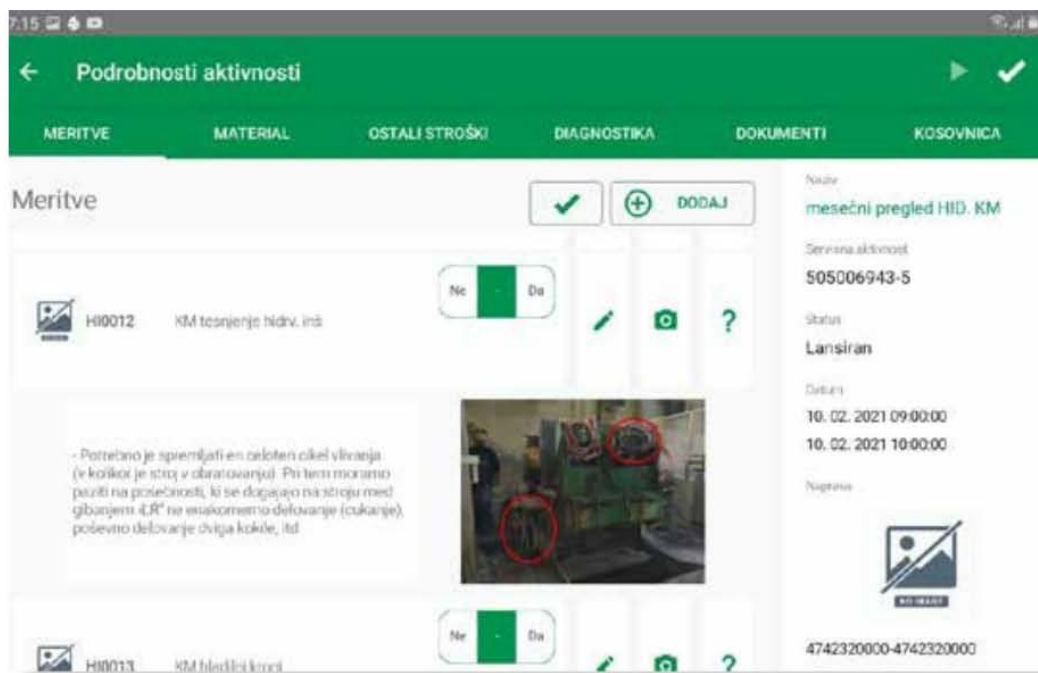 7:15
Podrobnosti aktivnosti
MERITVE MATERIAL OSTALI STROŠKI DIAGNOSTIKA DOKUMENTI KOSOVNICA
Meritve
DODAJ
Naziv
mesečni pregled HID. KM
Servisna aktivnost
505006943-5
Status
Lansiran
Datum
10. 02. 2021 09:00:00
10. 02. 2021 10:00:00
Naprava
NO IMAGE
4742320000-4742320000
HI0012 KM tesnjenje hidrv. inš Ne - Da
- Potrebno je spremljati en celoten cikel vlivanja
(v kolikor je stroj v obratovanju). Pri tem moramo
paziti na posebnosti, ki se dogajajo na stroju med
gibanjem ne enakomerno delovanje (cukanje),
poševno delovanje dviga kokile, itd
HI0013 KM hladilni krogi Ne - Da